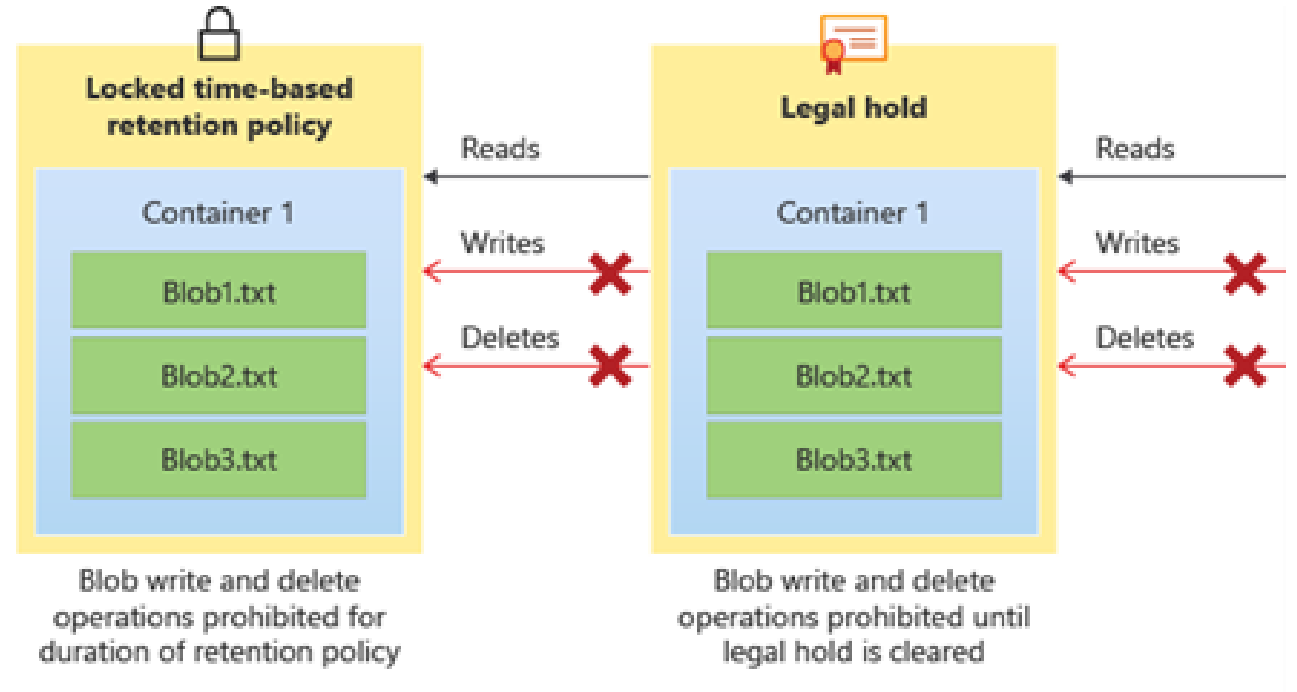 Locked time-based
retention policy
Container 1
Blob1.txt
Blob2.txt
Blob3.txt
Blob write and delete
operations prohibited for
duration of retention policy
Reads
Writes
Deletes
Legal hold
Container 1
Blob1.txt
Blob2.txt
Blob3.txt
Blob write and delete
operations prohibited until
legal hold is cleared
Reads
Writes
Deletes